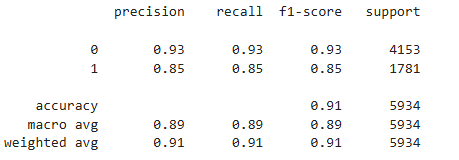 precision recall f1-score support
0 0.93 0.93 0.93 4153
1 0.85 0.85 0.85 1781
accuracy 0.91 5934
macro avg 0.89 0.89 0.89 5934
weighted avg 0.91 0.91 0.91 5934